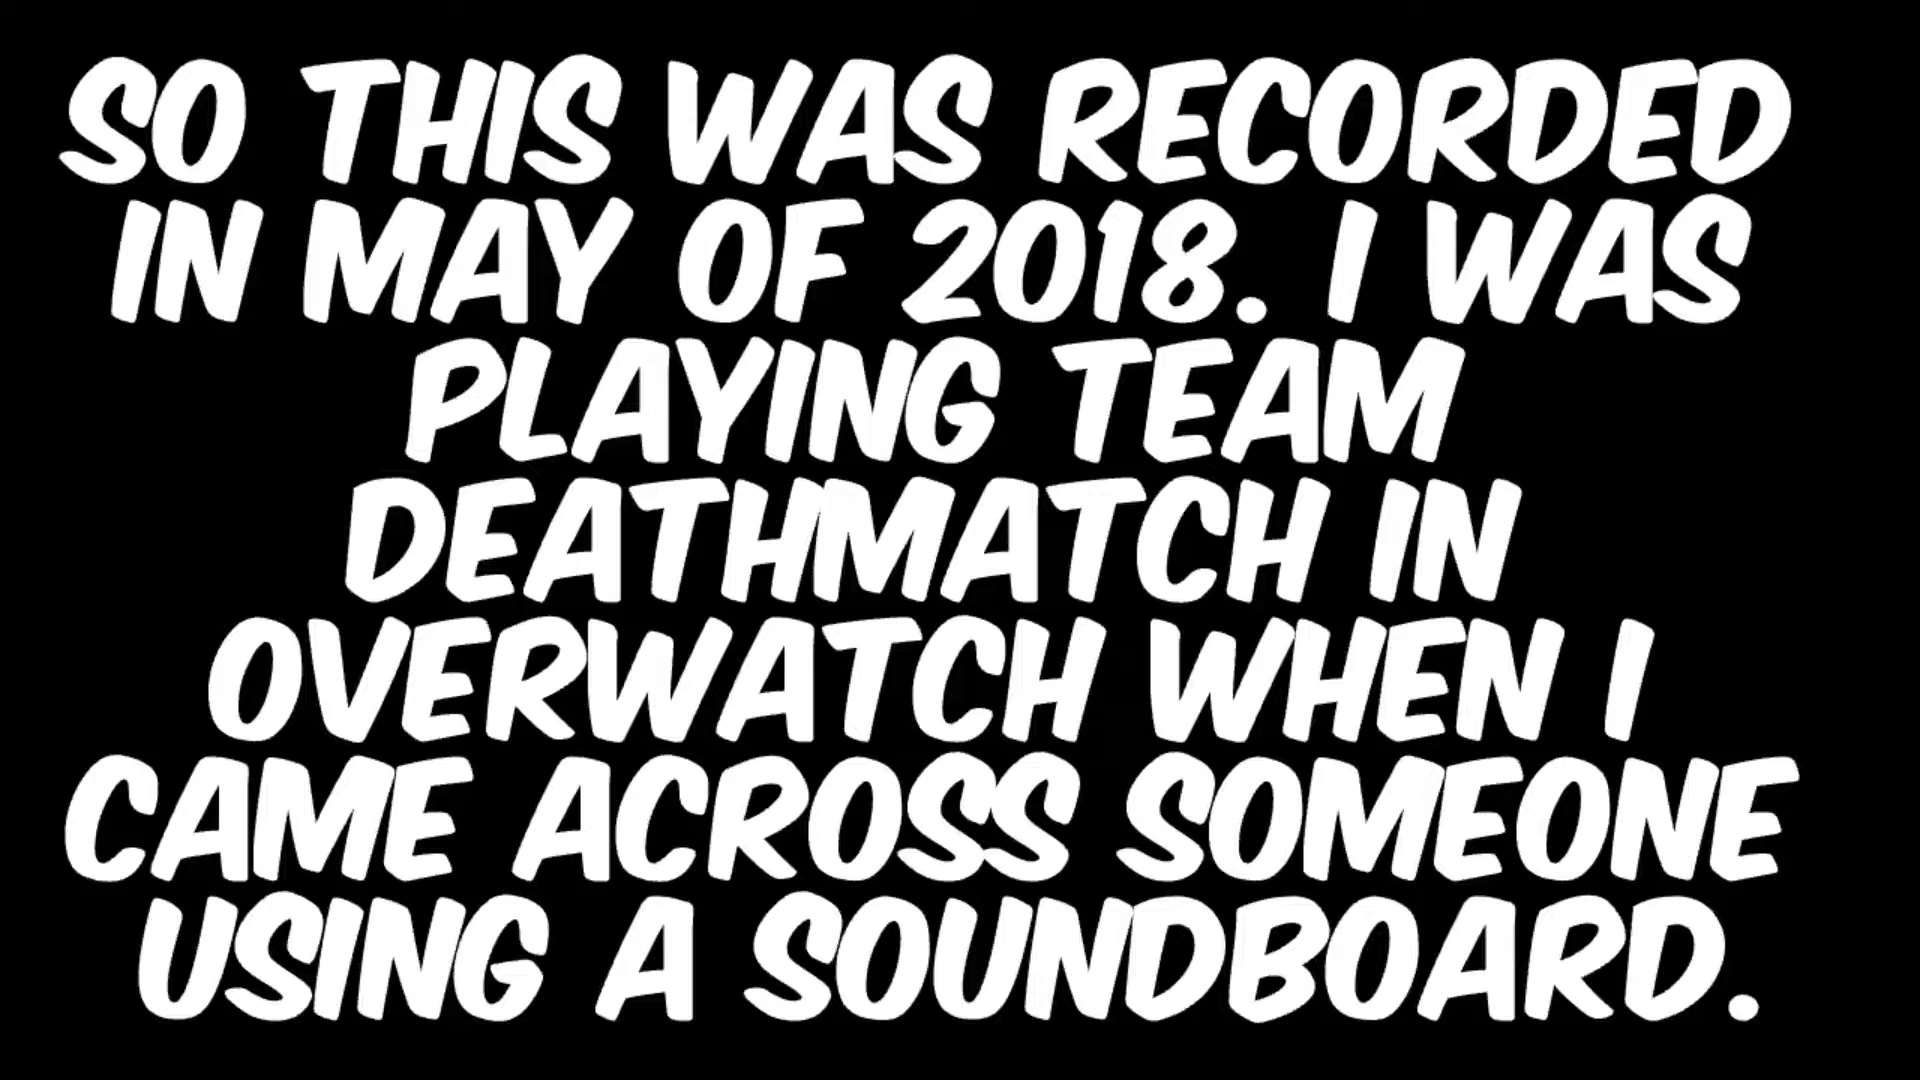 SO THIS WAS RECORDED
IN MAY OF 2018. I WAS
PLAYING TEAM
DEATHMATCH IN
OVERWATCH WHEN I
CAME ACROSS SOMEONE
USING A SOUNDBOARD.